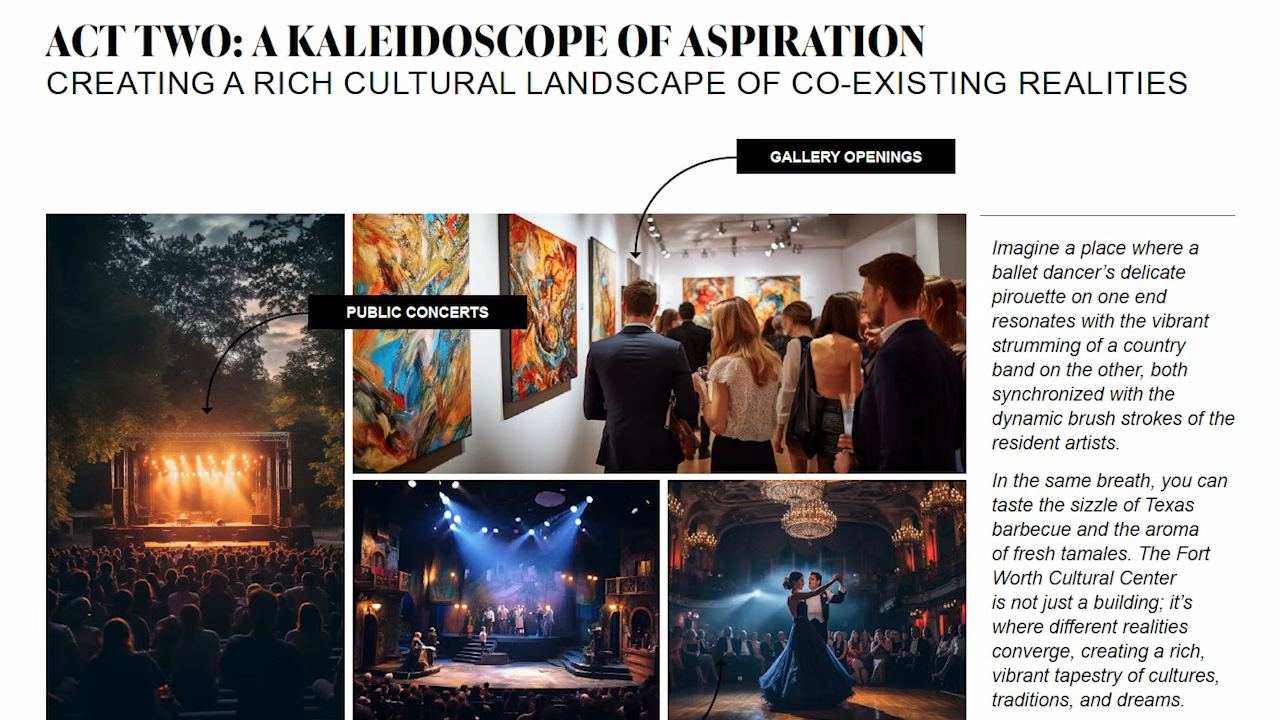 ACT TWO: A KALEIDOSCOPE OF ASPIRATION
CREATING A RICH CULTURAL LANDSCAPE OF CO-EXISTING REALITIES
GALLERY OPENINGS
PUBLIC CONCERTS
Imagine a place where a
ballet dancer’s delicate
pirouette on one end
resonates with the vibrant
strumming of a country
band on the other, both
synchronized with the
dynamic brush strokes of the
resident artists.
In the same breath, you can
taste the sizzle of Texas
barbecue and the aroma
of fresh tamales. The Fort
Worth Cultural Center
is not just a building; it’s
where different realities
converge, creating a rich,
vibrant tapestry of cultures,
traditions, and dreams.